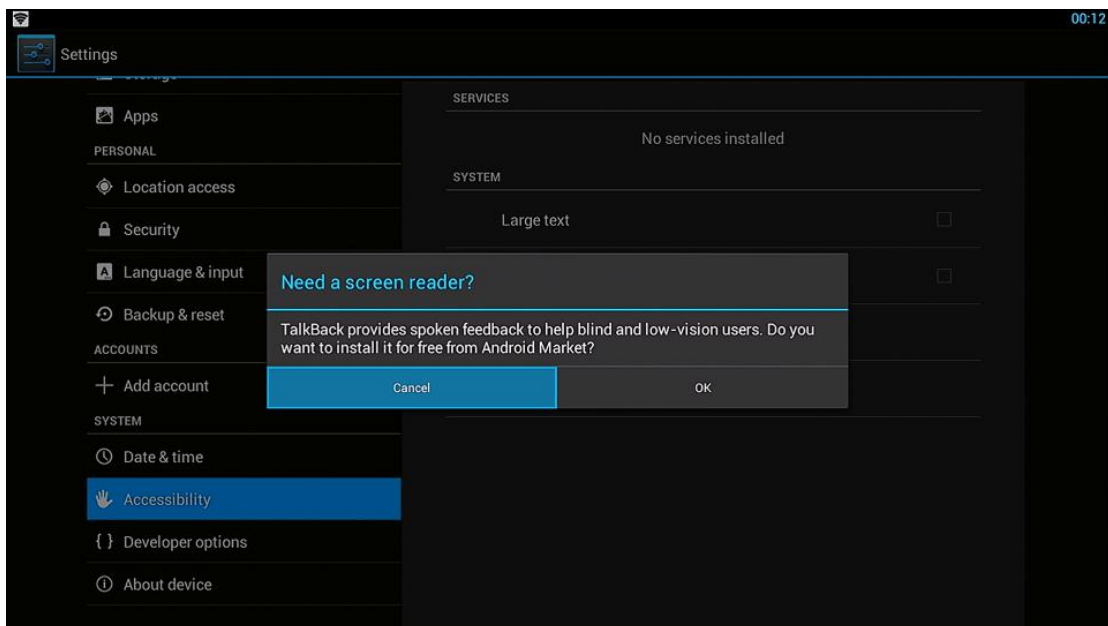 00:12
Settings
Storage
Apps
PERSONAL
Location access
Security
Language & input
Backup & reset
ACCOUNTS
Add account
SYSTEM
Date & time
Accessibility
{ } Developer options
About device
SERVICES
No services installed
SYSTEM
Large text
Need a screen reader?
TalkBack provides spoken feedback to help blind and low-vision users. Do you
want to install it for free from Android Market?
Cancel
OK